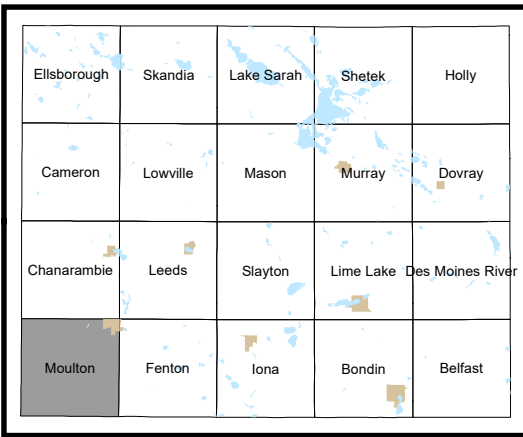 Ellsborough Skandia Lake Sarah Shetek Holly
Cameron Lowville Mason Murray Dovray
Chanarambie Leeds Slayton Lime Lake Des Moines River
Moulton Fenton Iona Bondin Belfast